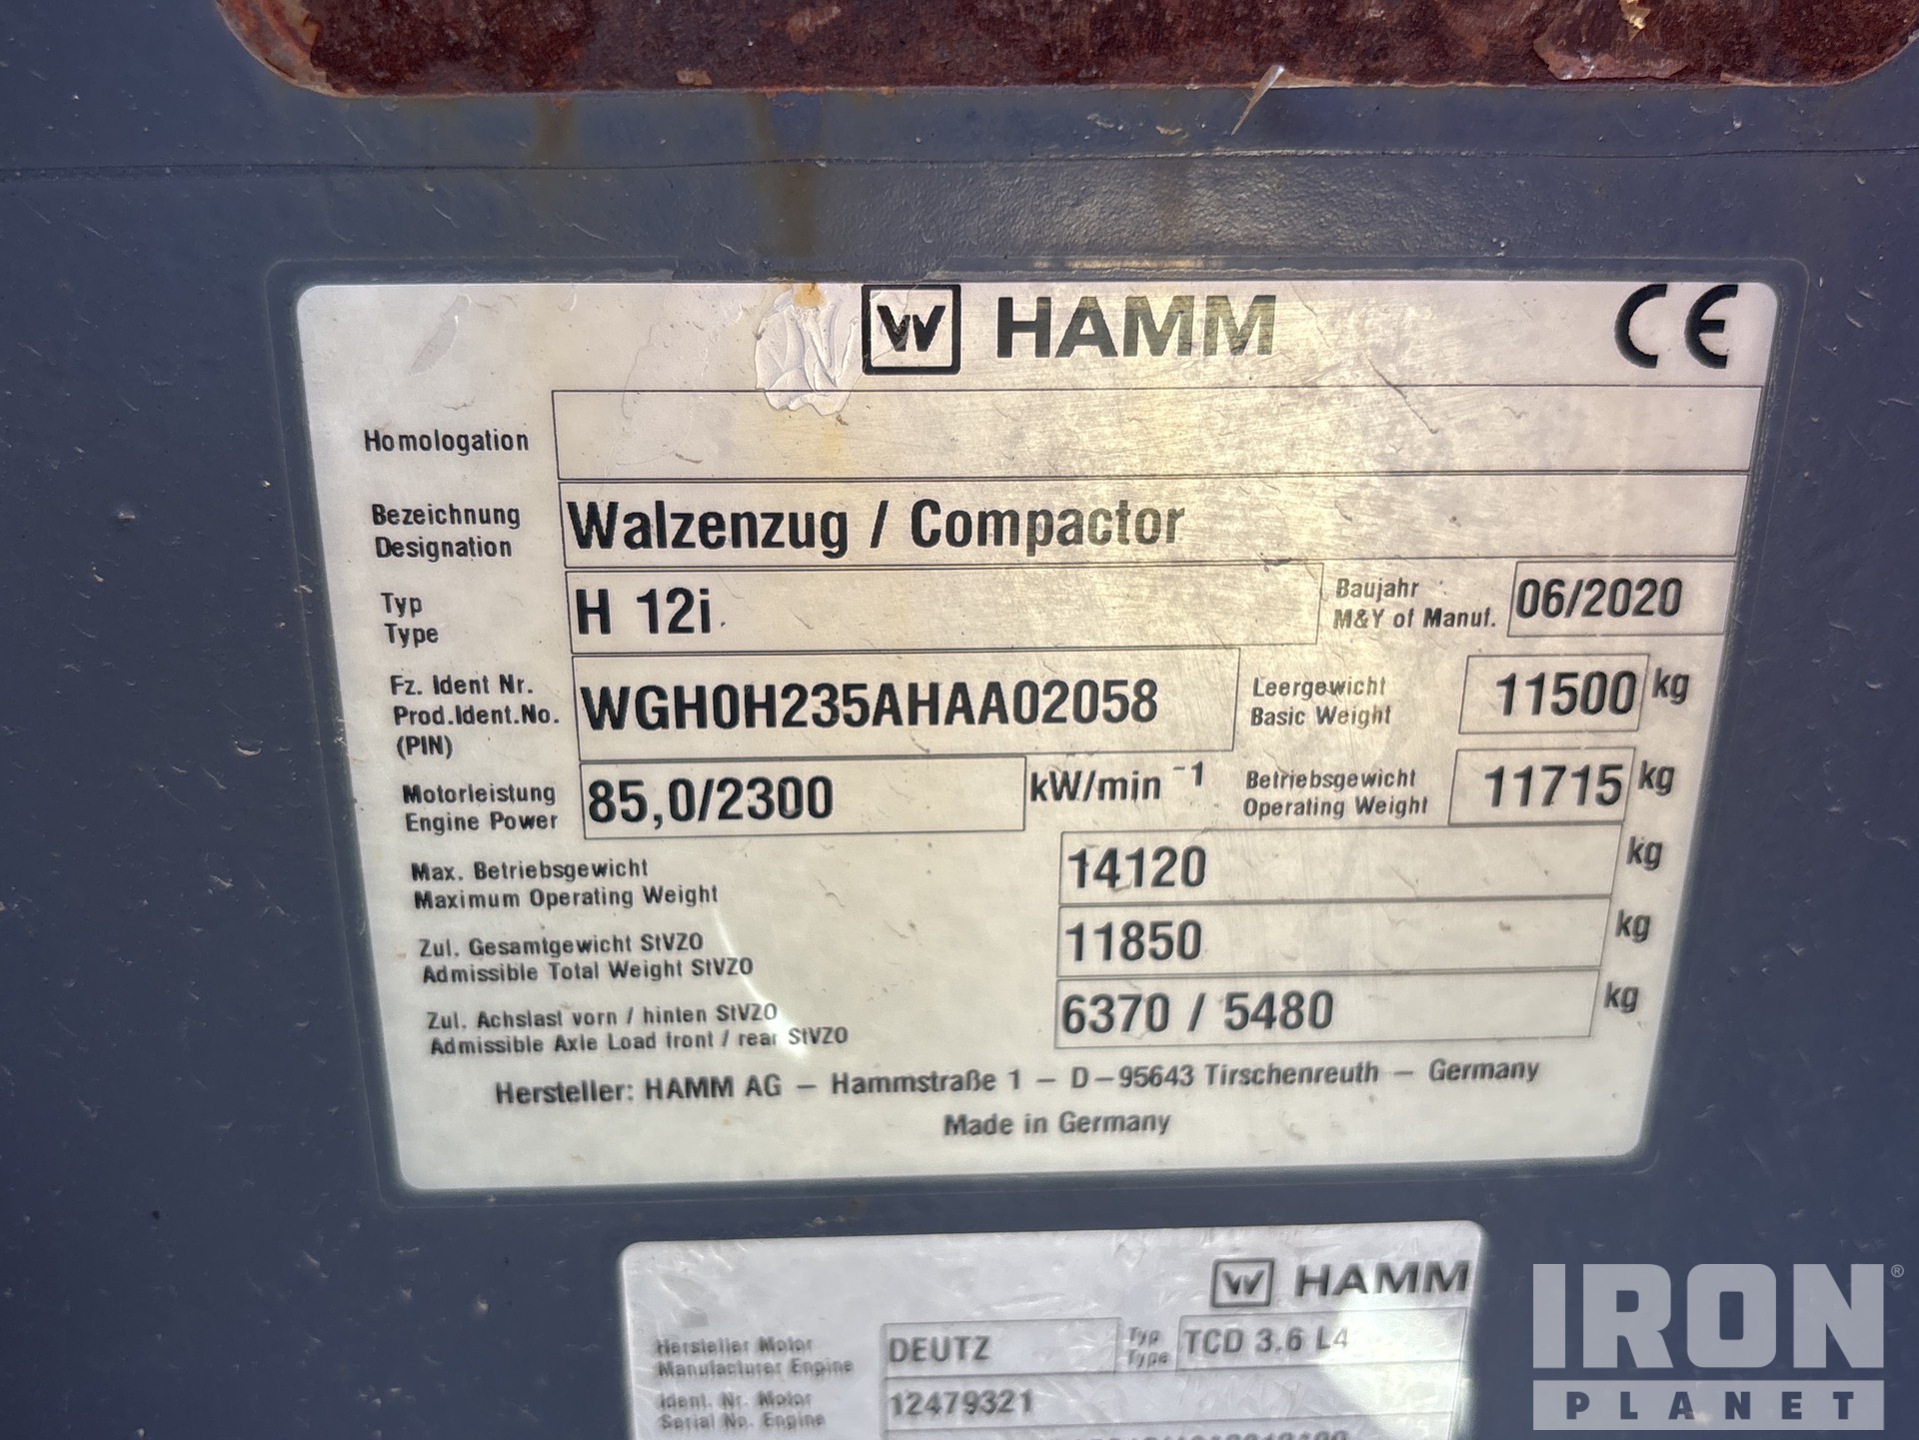 W HAMM CE
Homologation
Bezeichnung
Designation
Walzenzug / Compactor
Typ
Type
H 12i
Baujahr
M&Y of Manuf.
06/2020
Fz. Ident Nr.
Prod.Ident.No.
(PIN)
WGH0H235AHAA02058
Leergewicht
Basic Weight
11500 kg
Motorleistung
Engine Power
85,0/2300 kW/min⁻¹
Betriebsgewicht
Operating Weight
11715 kg
Max. Betriebsgewicht
Maximum Operating Weight
14120 kg
Zul. Gesamtgewicht StVZO
Admissible Total Weight StVZO
11850 kg
Zul. Achslast vorn / hinten StVZO
Admissible Axle Load front / rear StVZO
6370 / 5480 kg
Hersteller: HAMM AG – Hammstraße 1 – D–95643 Tirschenreuth – Germany
Made in Germany
W HAMM
Hersteller Motor
Manufacturer Engine
DEUTZ
Typ
Type
TCD 3.6 L4
Ident. Nr. Motor
Serial No. Engine
12479321
IRON®
PLANET